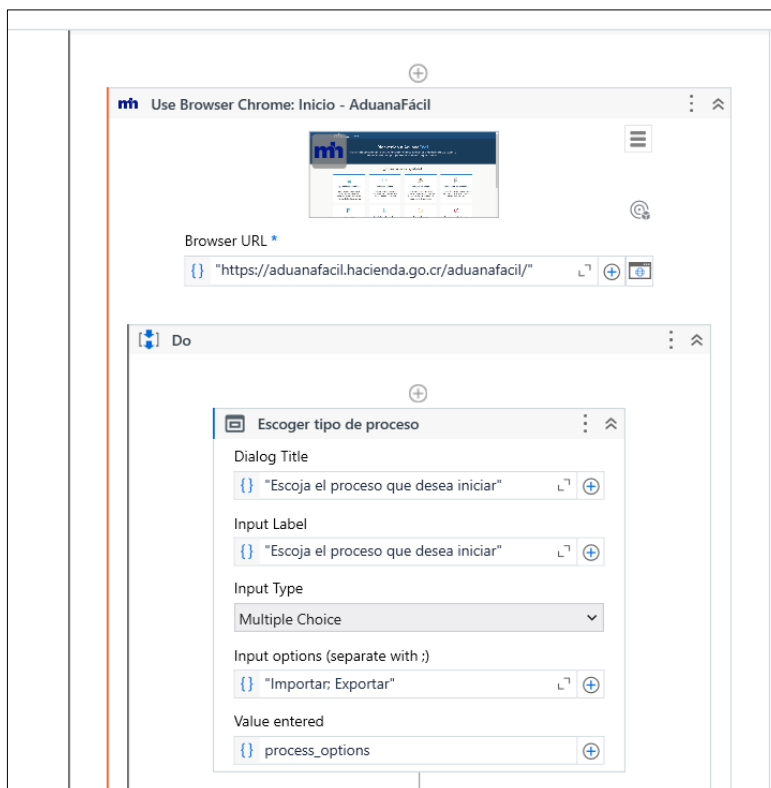 mh Use Browser Chrome: Inicio - AduanaFácil
mh
Browser URL *
{} "https://aduanafacil.hacienda.go.cr/aduanafacil/"
Do
Escoger tipo de proceso
Dialog Title
{} "Escoja el proceso que desea iniciar"
Input Label
{} "Escoja el proceso que desea iniciar"
Input Type
Multiple Choice
Input options (separate with ;)
{} "Importar; Exportar"
Value entered
{} process_options